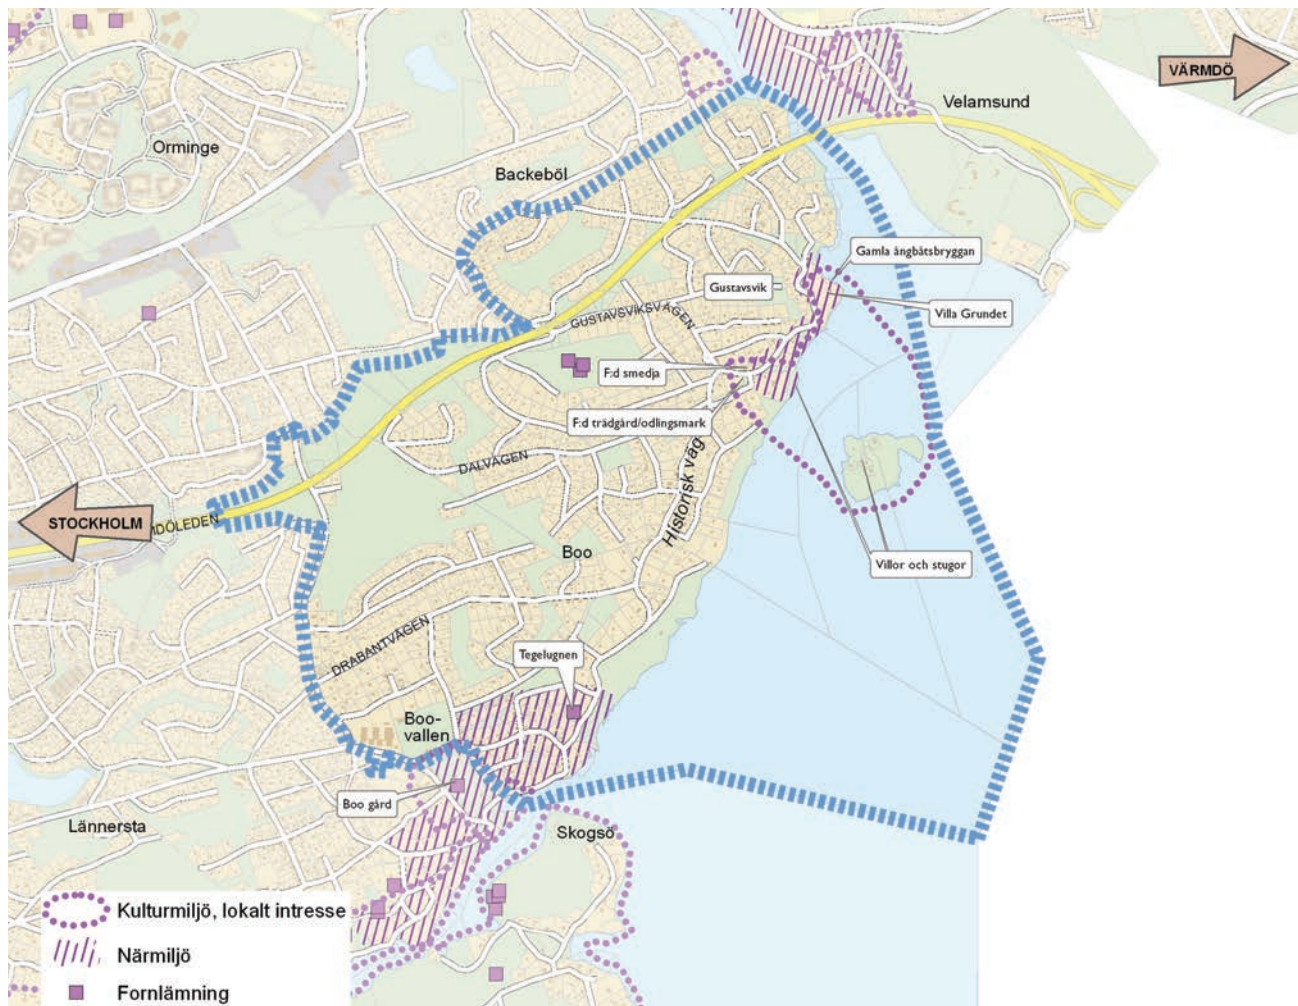 VÄRMDÖ
Velamsund
Orminge
Backeböl
Gamla ångbåtsbryggan
Gustavsvik
Villa Grundet
GUSTAVSVIKSVÄGEN
F:d smedja
F:d trädgård/odlingsmark
DALVÄGEN
Historisk väg
STOCKHOLM
MDÖLEDEN
Boo
Villor och stugor
DRABANTVÄGEN
Tegelugnen
Boo-
vallen
Boo gård
Lännersta
Skogsö
Kulturmiljö, lokalt intresse
Närmiljö
Fornlämning